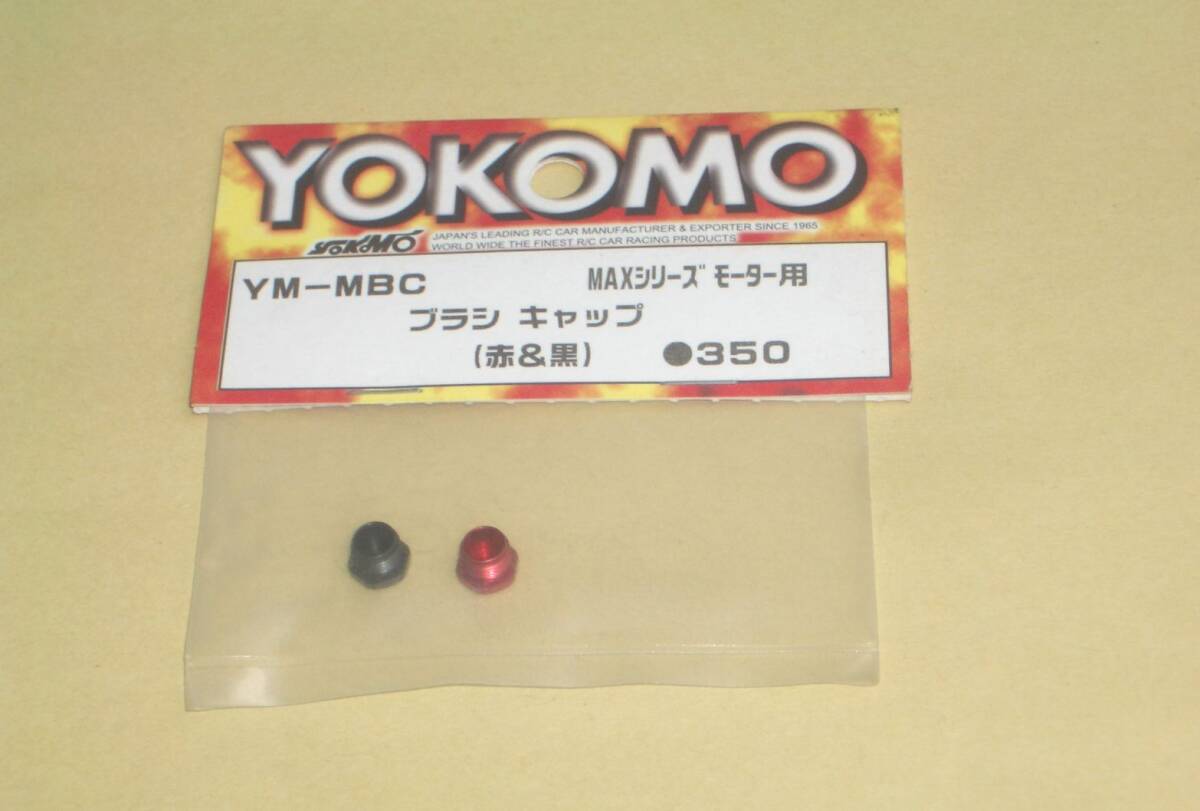 YOKOMO
YOKOMO
JAPAN'S LEADING R/C CAR MANUFACTURER & EXPORTER SINCE 1965
WORLD WIDE THE FINEST R/C CAR RACING PRODUCTS
YM－MBC MAXシリーズ モーター用
ブラシ キャップ
(赤&黒) ●350